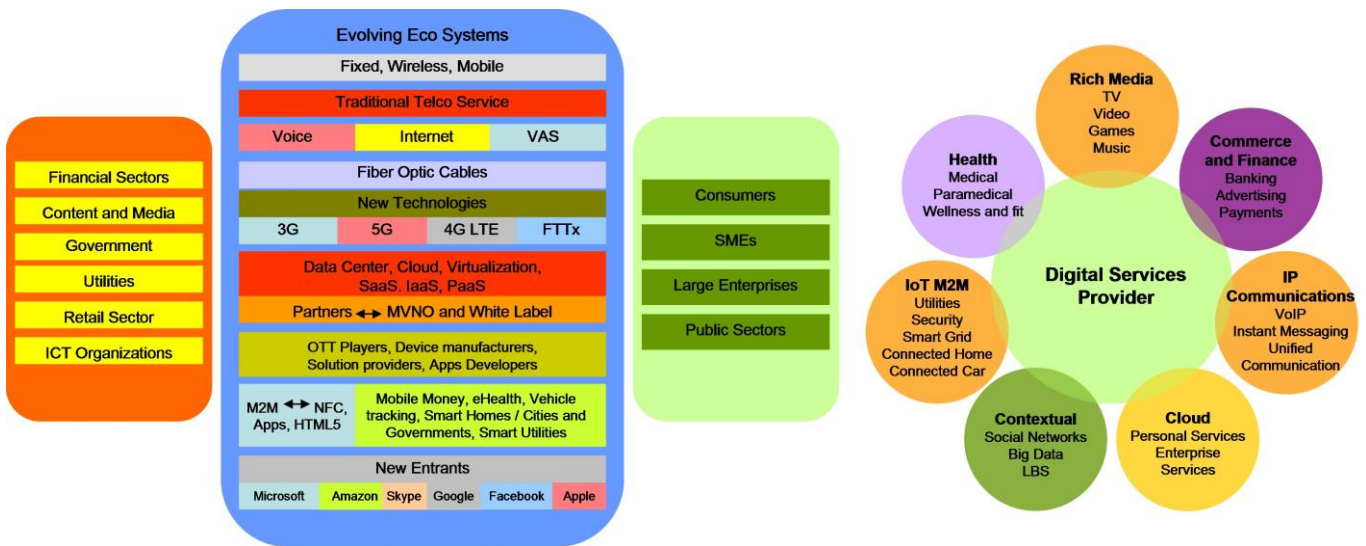 Financial Sectors
Content and Media
Government
Utilities
Retail Sector
ICT Organizations
Evolving Eco Systems
Fixed, Wireless, Mobile
Traditional Telco Service
Voice Internet VAS
Fiber Optic Cables
New Technologies
3G 5G 4G LTE FTTx
Data Center, Cloud, Virtualization,
SaaS. IaaS, PaaS
Partners ↔ MVNO and White Label
OTT Players, Device manufacturers,
Solution providers, Apps Developers
M2M ↔ NFC,
Apps, HTML5
Mobile Money, eHealth, Vehicle
tracking, Smart Homes / Cities and
Governments, Smart Utilities
New Entrants
Microsoft Amazon Skype Google Facebook Apple
Consumers
SMEs
Large Enterprises
Public Sectors
Rich Media
TV
Video
Games
Music
Commerce
and Finance
Banking
Advertising
Payments
IP
Communications
VoIP
Instant Messaging
Unified
Communication
Cloud
Personal Services
Enterprise
Services
Contextual
Social Networks
Big Data
LBS
IoT M2M
Utilities
Security
Smart Grid
Connected Home
Connected Car
Health
Medical
Paramedical
Wellness and fit
Digital Services
Provider